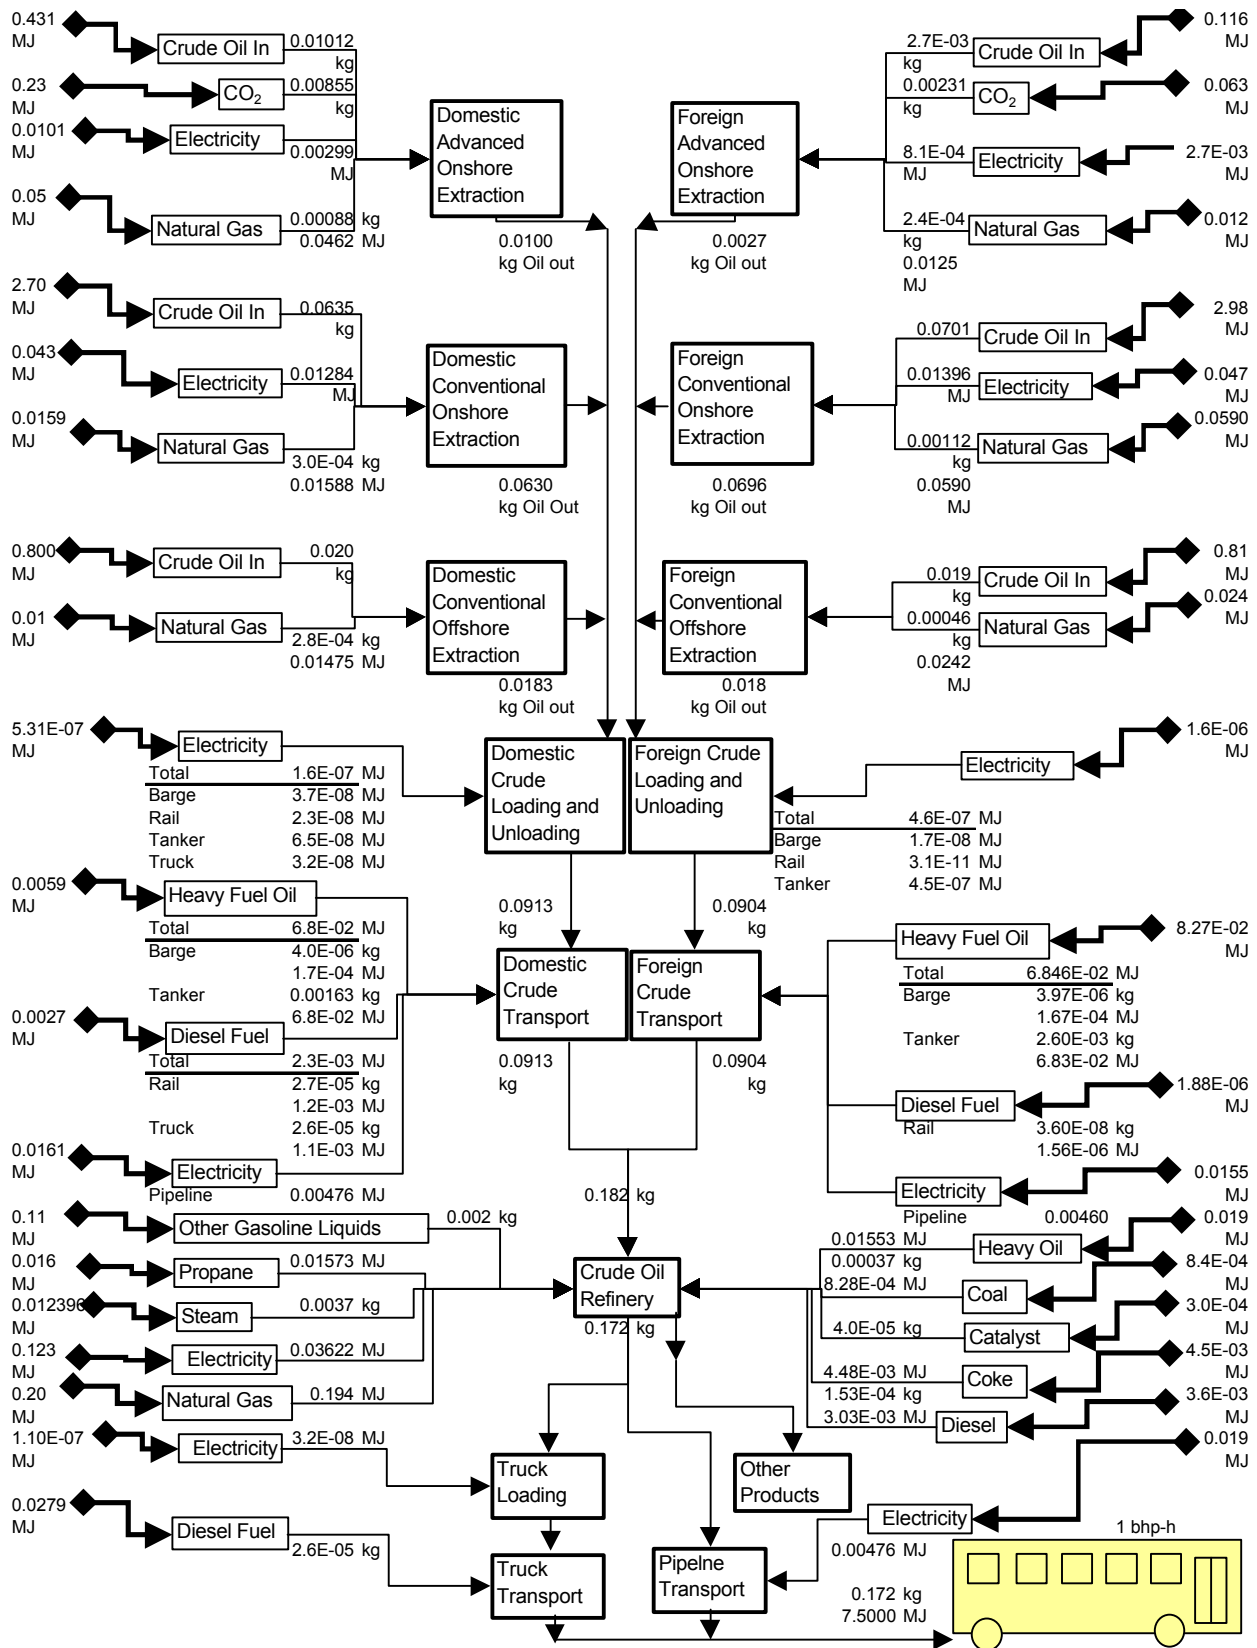 0.431
MJ
Crude Oil In
0.01012
kg
0.23
MJ
CO2
0.00855
kg
0.0101
MJ
Electricity
0.00299
MJ
0.05
MJ
Natural Gas
0.00088 kg
0.0462 MJ
Domestic
Advanced
Onshore
Extraction
0.0100
kg Oil out
Foreign
Advanced
Onshore
Extraction
0.0027
kg Oil out
2.7E-03
kg
Crude Oil In
0.116
MJ
0.00231
kg
CO2
0.063
MJ
8.1E-04
MJ
Electricity
2.7E-03
MJ
2.4E-04
kg
0.0125
MJ
Natural Gas
0.012
MJ
2.70
MJ
Crude Oil In
0.0635
kg
0.043
MJ
Electricity
0.01284
MJ
0.0159
MJ
Natural Gas
3.0E-04 kg
0.01588 MJ
Domestic
Conventional
Onshore
Extraction
0.0630
kg Oil Out
Foreign
Conventional
Onshore
Extraction
0.0696
kg Oil out
0.0701
Crude Oil In
2.98
MJ
0.01396
MJ
Electricity
0.047
MJ
0.00112
kg
0.0590
MJ
Natural Gas
0.0590
MJ
0.800
MJ
Crude Oil In
0.020
kg
0.01
MJ
Natural Gas
2.8E-04 kg
0.01475 MJ
Domestic
Conventional
Offshore
Extraction
0.0183
kg Oil out
Foreign
Conventional
Offshore
Extraction
0.018
kg Oil out
0.019
kg
Crude Oil In
0.81
MJ
0.00046
kg
0.0242
MJ
Natural Gas
0.024
MJ
5.31E-07
MJ
Electricity
Total 1.6E-07 MJ
Barge 3.7E-08 MJ
Rail 2.3E-08 MJ
Tanker 6.5E-08 MJ
Truck 3.2E-08 MJ
Domestic
Crude
Loading and
Unloading
Foreign Crude
Loading and
Unloading
Electricity
1.6E-06
MJ
Total 4.6E-07 MJ
Barge 1.7E-08 MJ
Rail 3.1E-11 MJ
Tanker 4.5E-07 MJ
0.0059
MJ
Heavy Fuel Oil
Total 6.8E-02 MJ
Barge 4.0E-06 kg
1.7E-04 MJ
Tanker 0.00163 kg
6.8E-02 MJ
0.0027
MJ
Diesel Fuel
Total 2.3E-03 MJ
Rail 2.7E-05 kg
1.2E-03 MJ
Truck 2.6E-05 kg
1.1E-03 MJ
0.0161
MJ
Electricity
Pipeline 0.00476 MJ
0.0913
kg
0.0904
kg
Domestic
Crude
Transport
Foreign
Crude
Transport
0.0913
kg
0.0904
kg
Heavy Fuel Oil
8.27E-02
MJ
Total 6.846E-02 MJ
Barge 3.97E-06 kg
1.67E-04 MJ
Tanker 2.60E-03 kg
6.83E-02 MJ
Diesel Fuel
1.88E-06
MJ
Rail 3.60E-08 kg
1.56E-06 MJ
Electricity
0.0155
MJ
Pipeline 0.00460
0.182 kg
0.11
MJ
Other Gasoline Liquids
0.002 kg
0.016
MJ
Propane
0.01573 MJ
0.012396
MJ
Steam
0.0037 kg
0.123
MJ
Electricity
0.03622 MJ
0.20
MJ
Natural Gas
0.194 MJ
Crude Oil
Refinery
0.172 kg
0.01553 MJ
0.00037 kg
Heavy Oil
0.019
MJ
8.28E-04 MJ
Coal
8.4E-04
MJ
4.0E-05 kg
Catalyst
3.0E-04
MJ
4.48E-03 MJ
1.53E-04 kg
Coke
4.5E-03
MJ
3.03E-03 MJ
Diesel
3.6E-03
MJ
1.10E-07
MJ
Electricity
3.2E-08 MJ
0.0279
MJ
Diesel Fuel
2.6E-05 kg
Truck
Loading
Truck
Transport
Other
Products
Pipelne
Transport
Electricity
0.019
MJ
0.00476 MJ
0.172 kg
7.5000 MJ
1 bhp-h